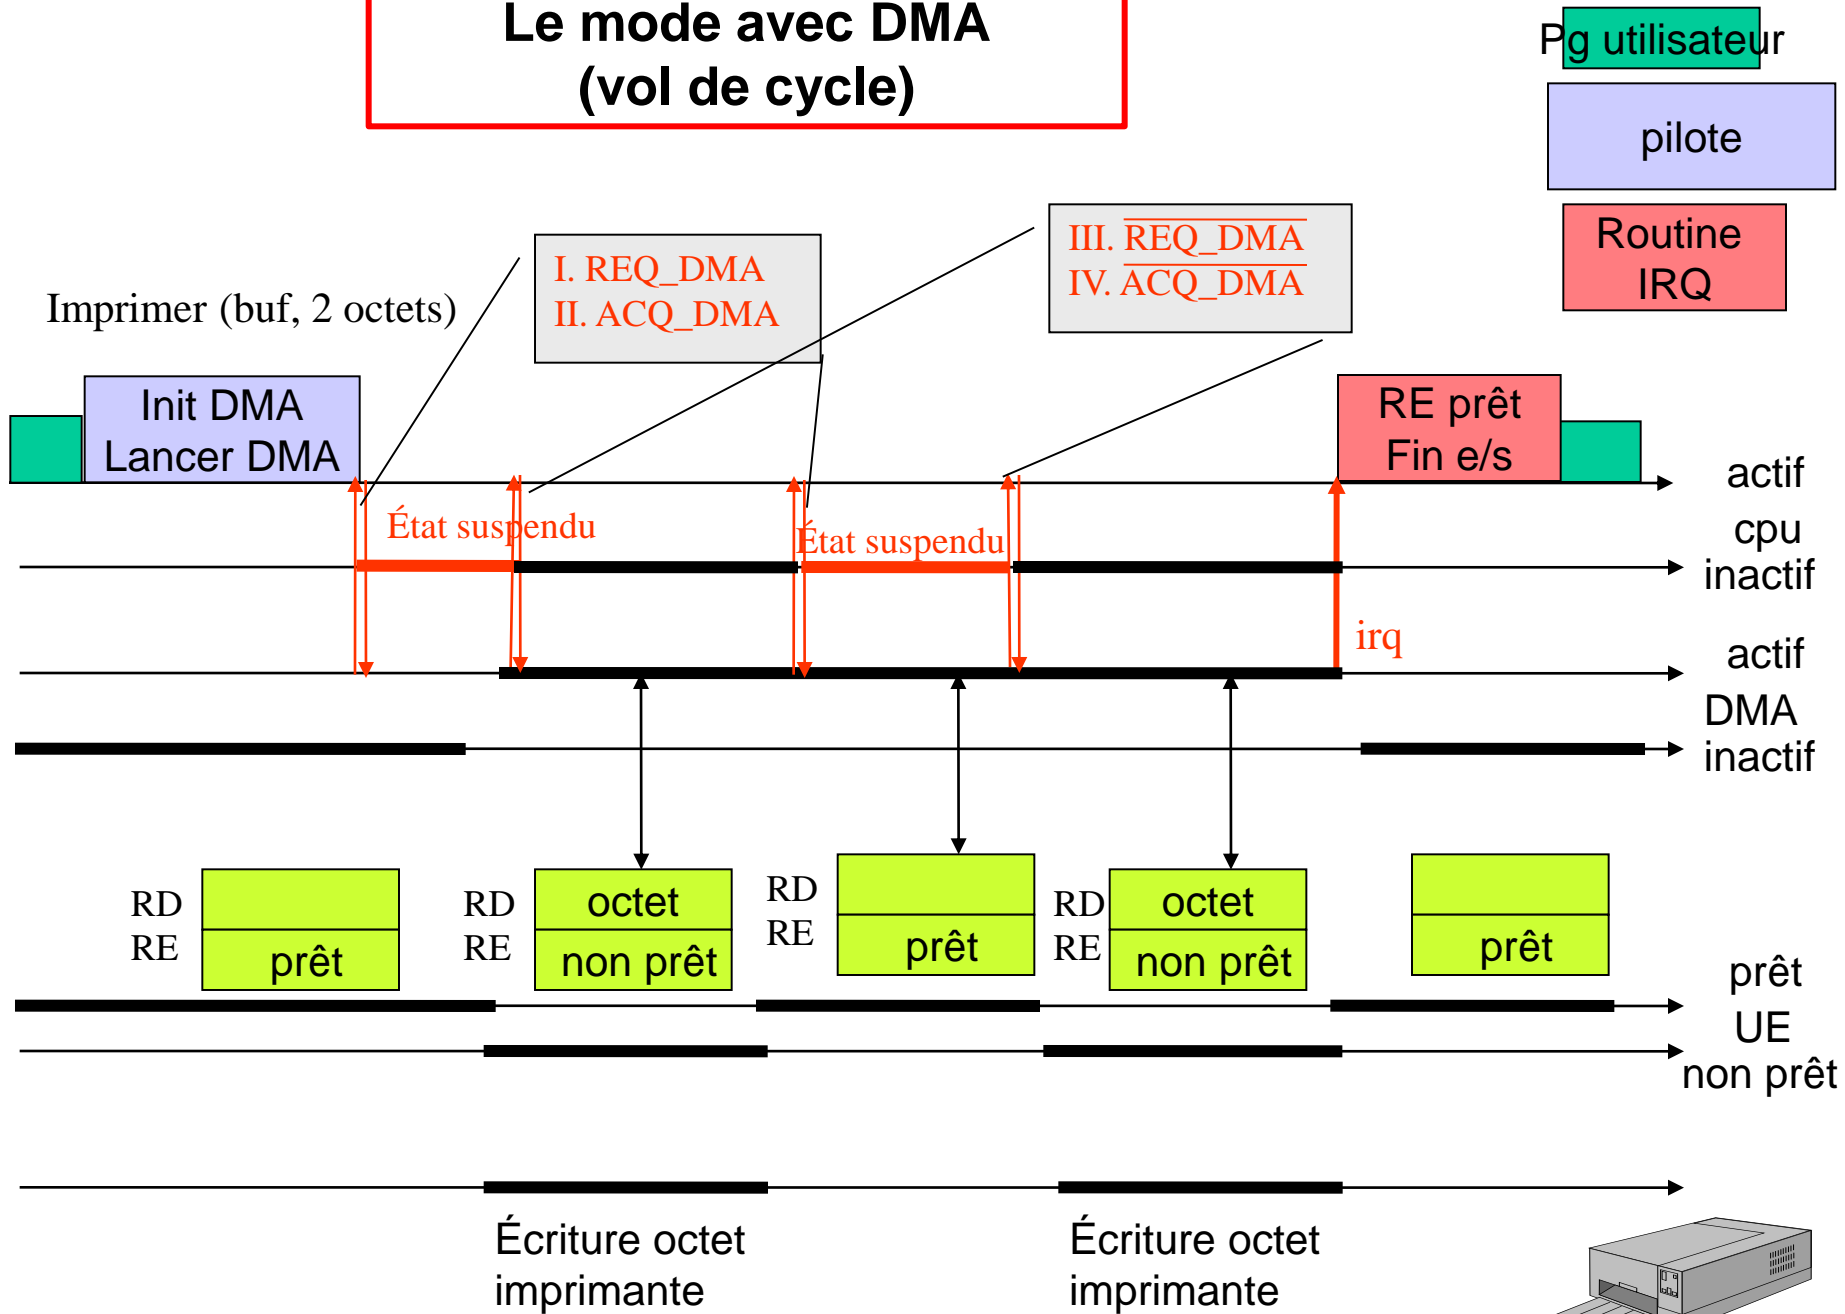 Le mode avec DMA
(vol de cycle)
Pg utilisateur
pilote
Routine
IRQ
I. REQ_DMA
II. ACQ_DMA
III. REQ_DMA
IV. ACQ_DMA
Imprimer (buf, 2 octets)
Init DMA
Lancer DMA
RE prêt
Fin e/s
actif
cpu
inactif
État suspendu
État suspendu
irq
actif
DMA
inactif
RD
RE
prêt
RD
RE
octet
non prêt
RD
RE
prêt
RD
RE
octet
non prêt
prêt
prêt
UE
non prêt
Écriture octet
imprimante
Écriture octet
imprimante